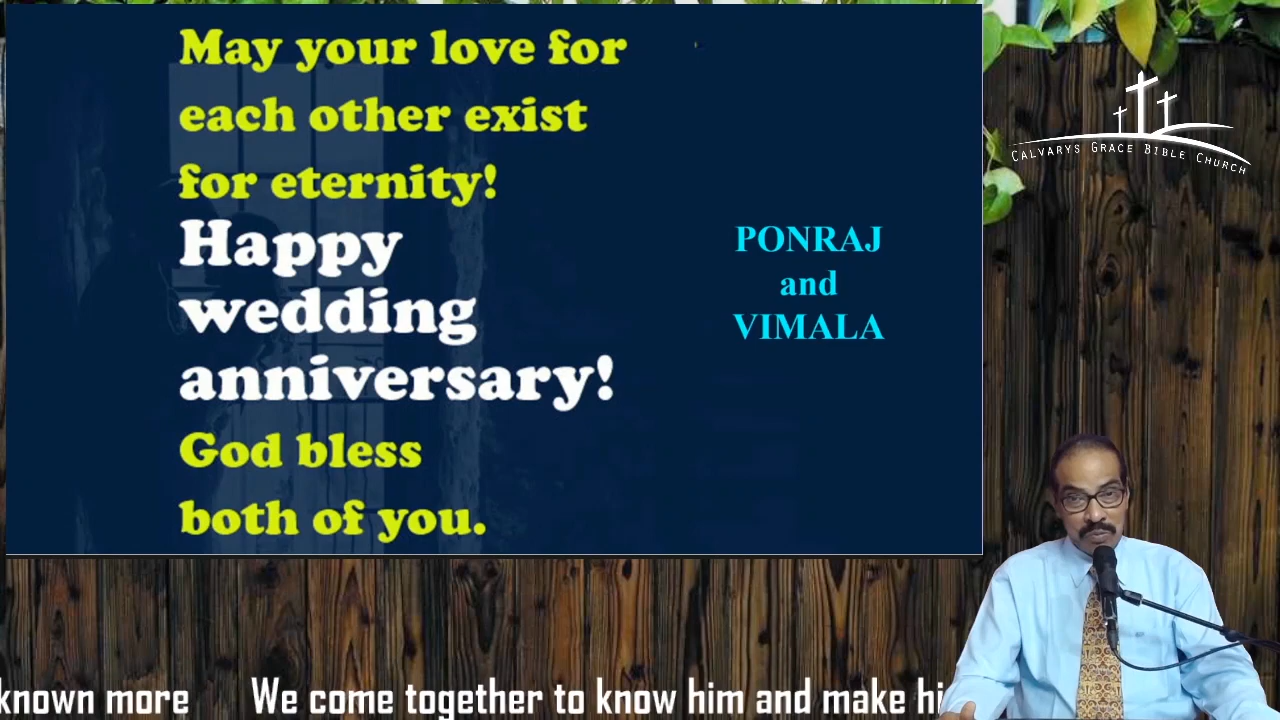 May your love for
each other exist
for eternity!
Happy
wedding
anniversary!
God bless
both of you.
PONRAJ
and
VIMALA
CALVARYS GRACE BIBLE CHURCH
known more We come together to know him and make hi